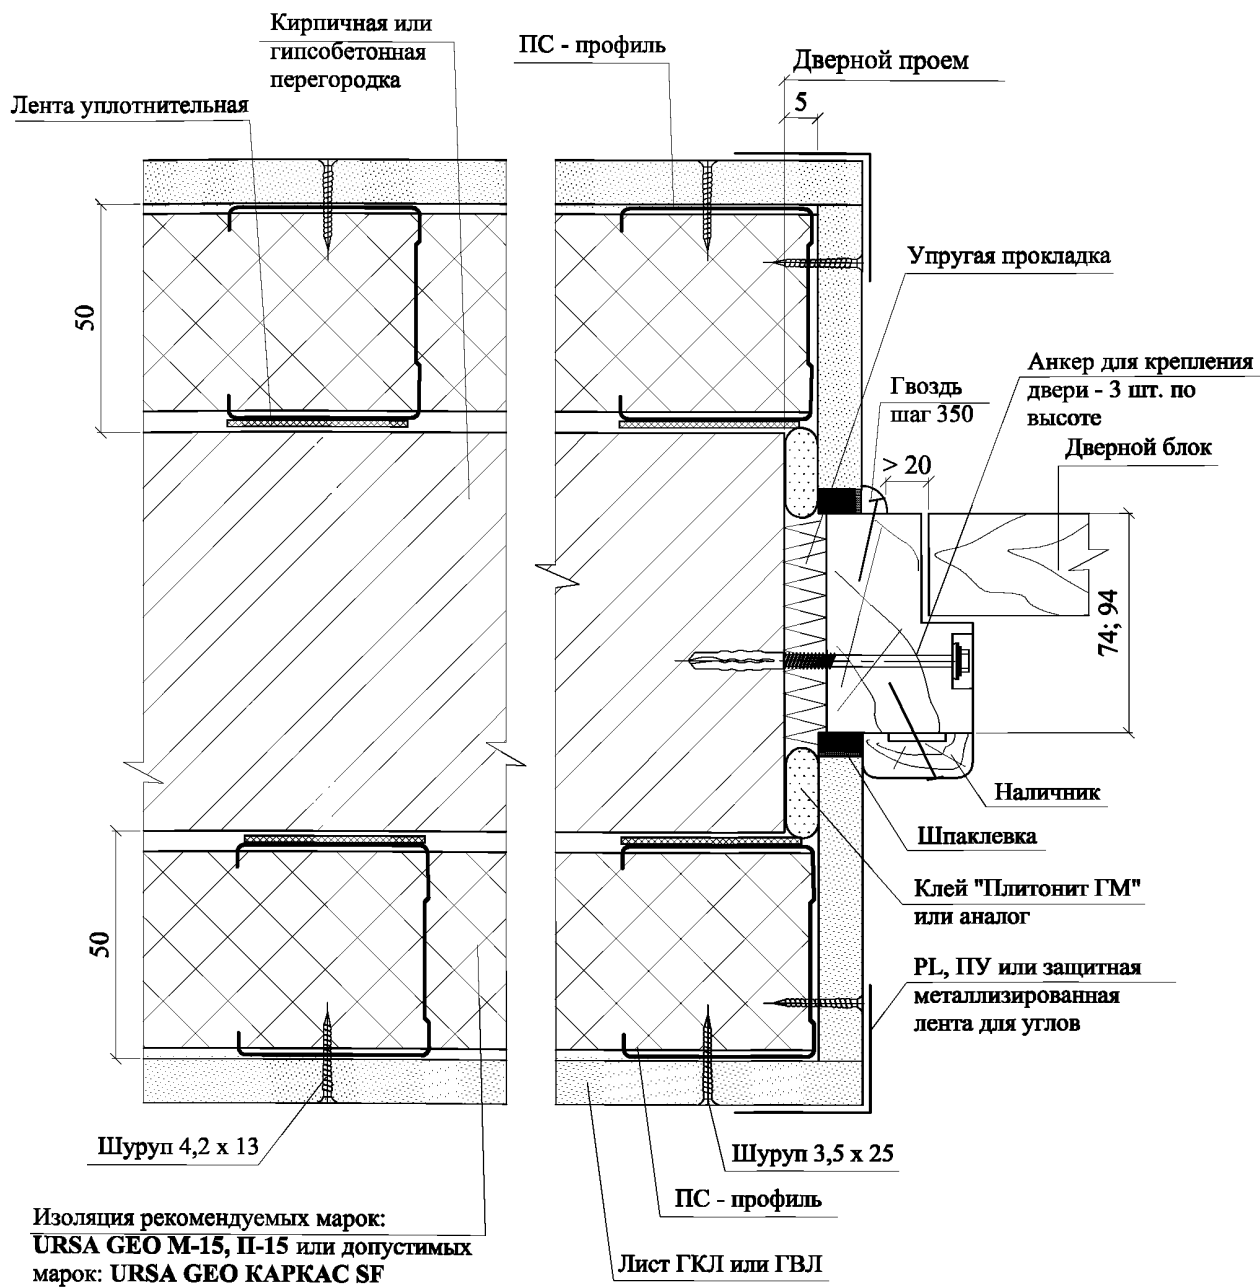 Кирпичная или
гипсобетонная
перегородка
ПС - профиль
Дверной проем
Лента уплотнительная
5
50
Упругая прокладка
Анкер для крепления
двери - 3 шт. по
высоте
Гвоздь
шаг 350
Дверной блок
> 20
74; 94
Наличник
Шпаклевка
Клей "Плитонит ГМ"
или аналог
50
PL, ПУ или защитная
металлизированная
лента для углов
Шуруп 4,2 х 13
Шуруп 3,5 х 25
ПС - профиль
Изоляция рекомендуемых марок:
URSA GEO М-15, П-15 или допустимых
марок: URSA GEO КАРКАС SF
Лист ГКЛ или ГВЛ